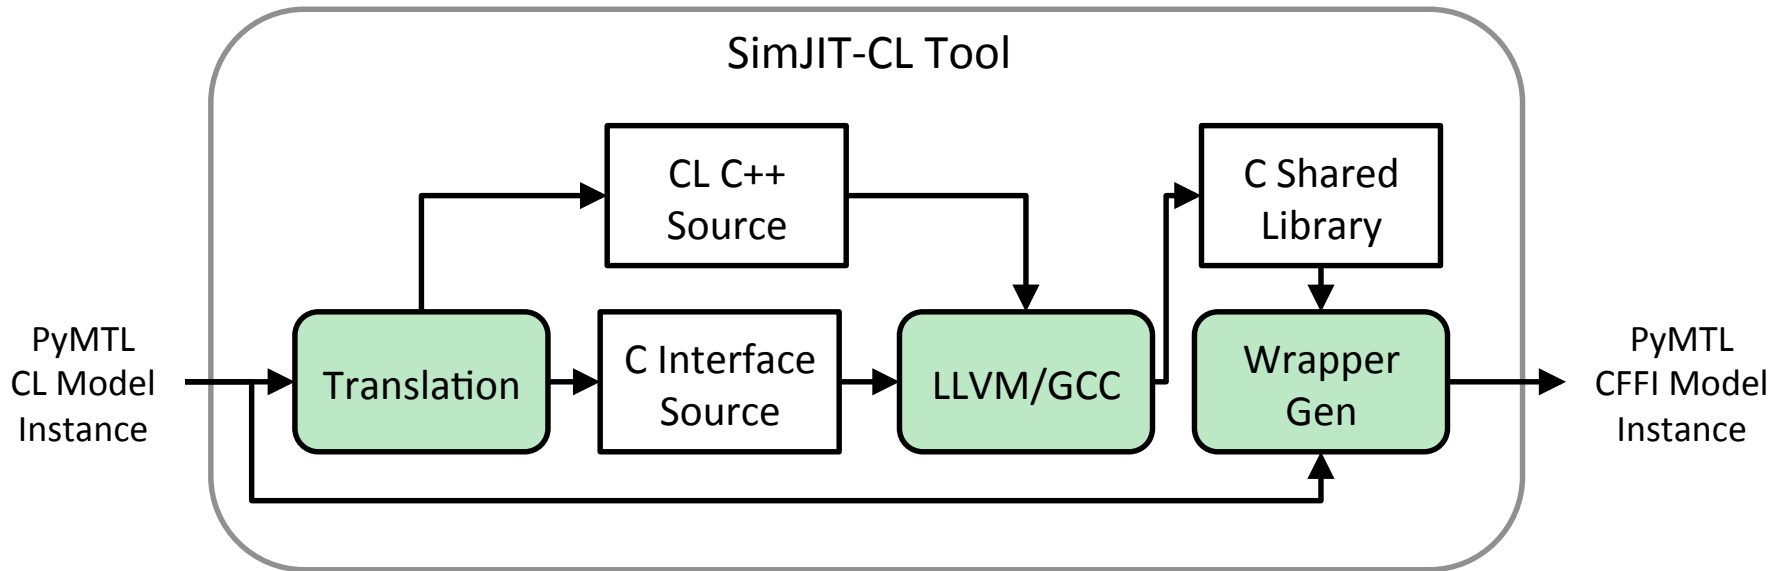 SimJIT-CL Tool
CL C++
Source
C Shared
Library
PyMTL
CL Model
Instance
Translation
C Interface
Source
LLVM/GCC
Wrapper
Gen
PyMTL
CFFI Model
Instance